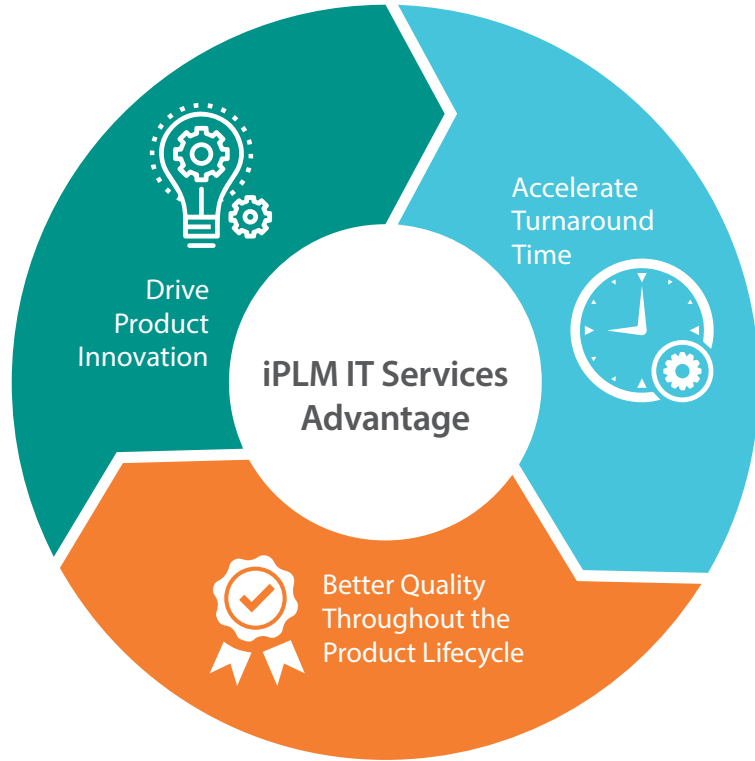 Accelerate
Turnaround
Time
Drive
Product
Innovation
iPLM IT Services
Advantage
Better Quality
Throughout the
Product Lifecycle